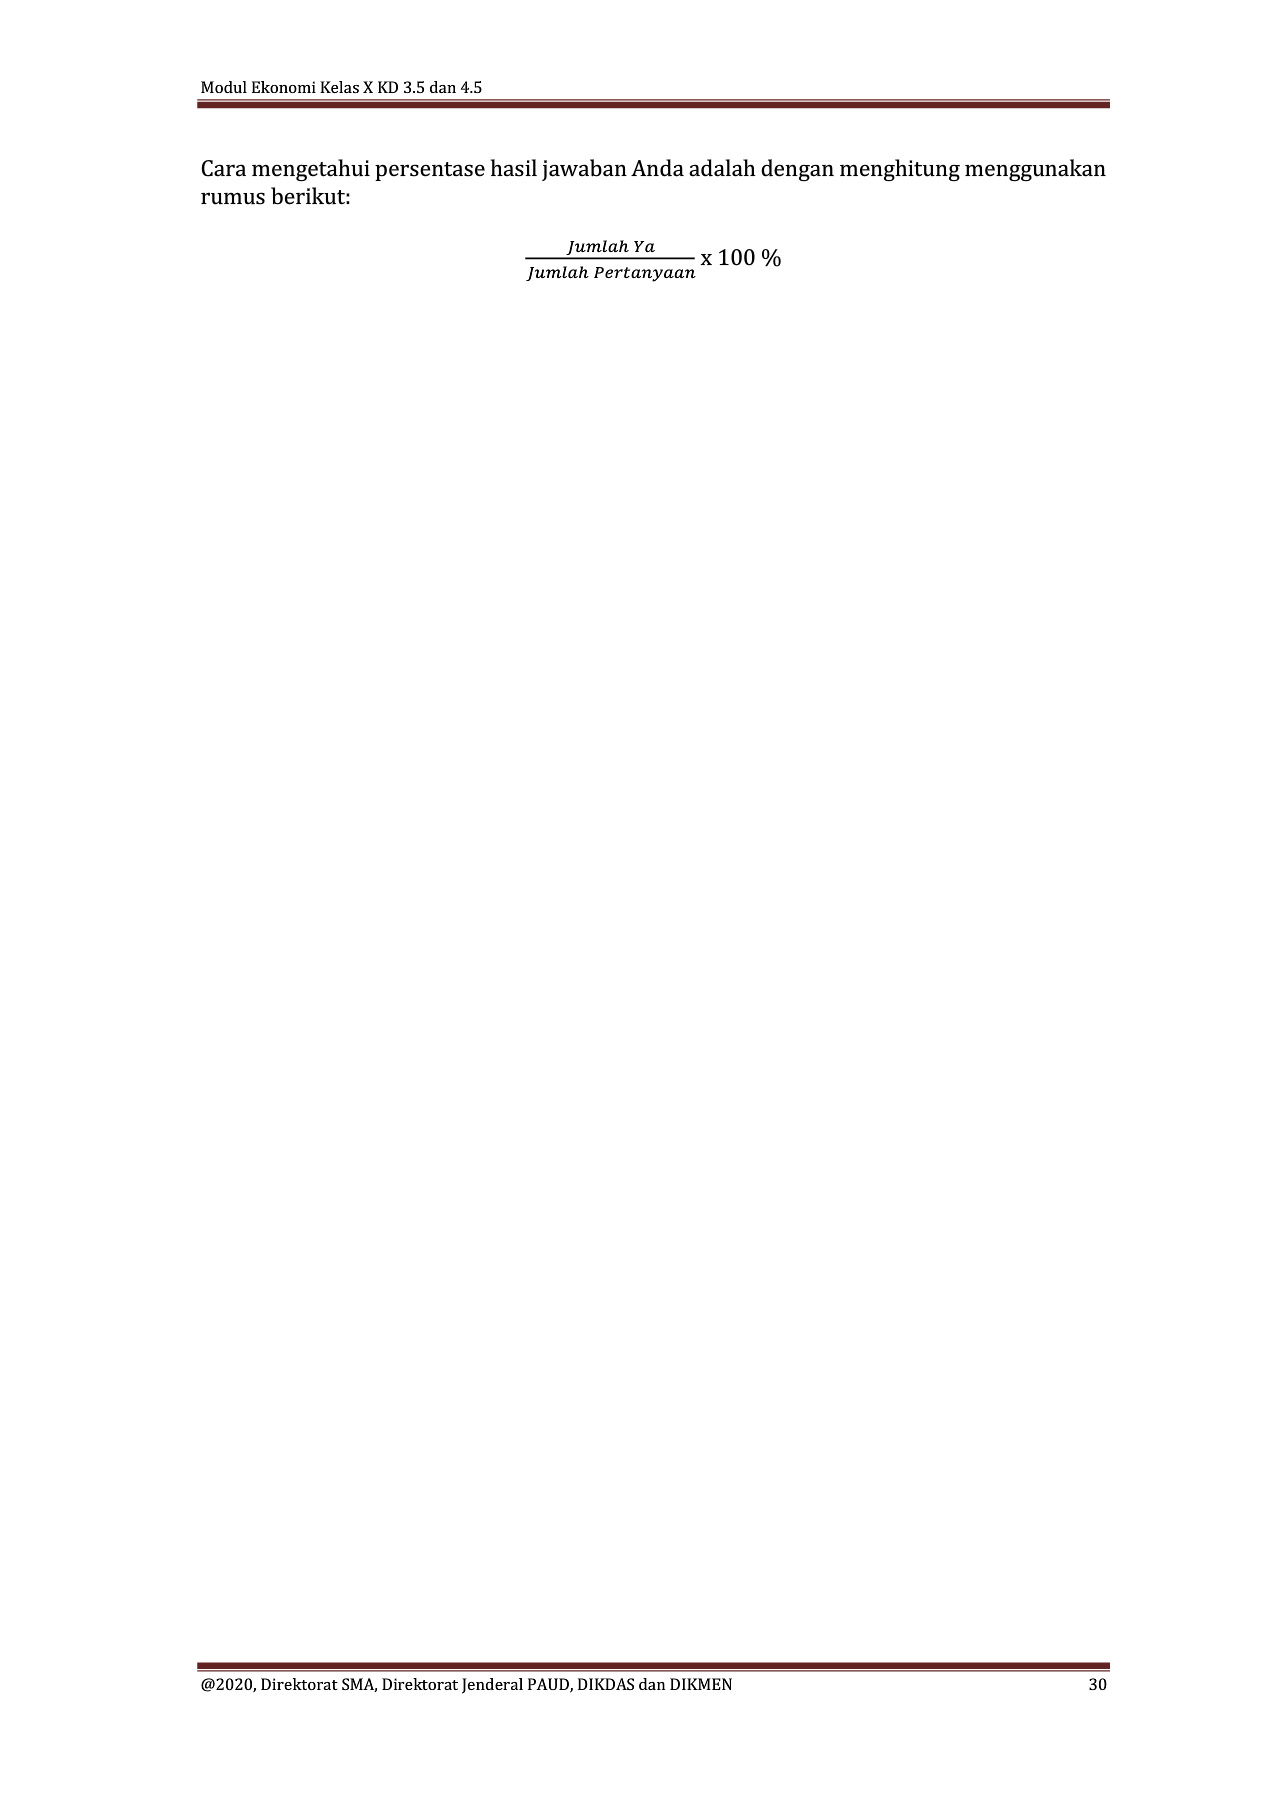 Modul Ekonomi Kelas X KD 3.5 dan 4.5
Cara mengetahui persentase hasil jawaban Anda adalah dengan menghitung menggunakan
rumus berikut:
Jumlah Ya
Jumlah Pertanyaan x 100 %
@2020, Direktorat SMA, Direktorat Jenderal PAUD, DIKDAS dan DIKMEN 30